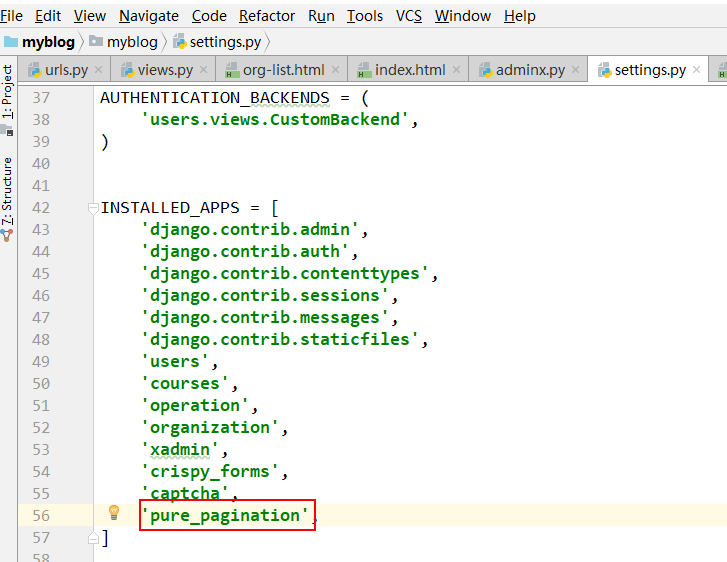 File Edit View Navigate Code Refactor Run Tools VCS Window Help
myblog myblog settings.py
urls.py views.py org-list.html index.html adminx.py settings.py
1: Project
7: Structure
37 AUTHENTICATION_BACKENDS = (
38 'users.views.CustomBackend',
39 )
40
41
42 INSTALLED_APPS = [
43 'django.contrib.admin',
44 'django.contrib.auth',
45 'django.contrib.contenttypes',
46 'django.contrib.sessions',
47 'django.contrib.messages',
48 'django.contrib.staticfiles',
49 'users',
50 'courses',
51 'operation',
52 'organization',
53 'xadmin',
54 'crispy_forms',
55 'captcha',
56 'pure_pagination',
57 ]
58